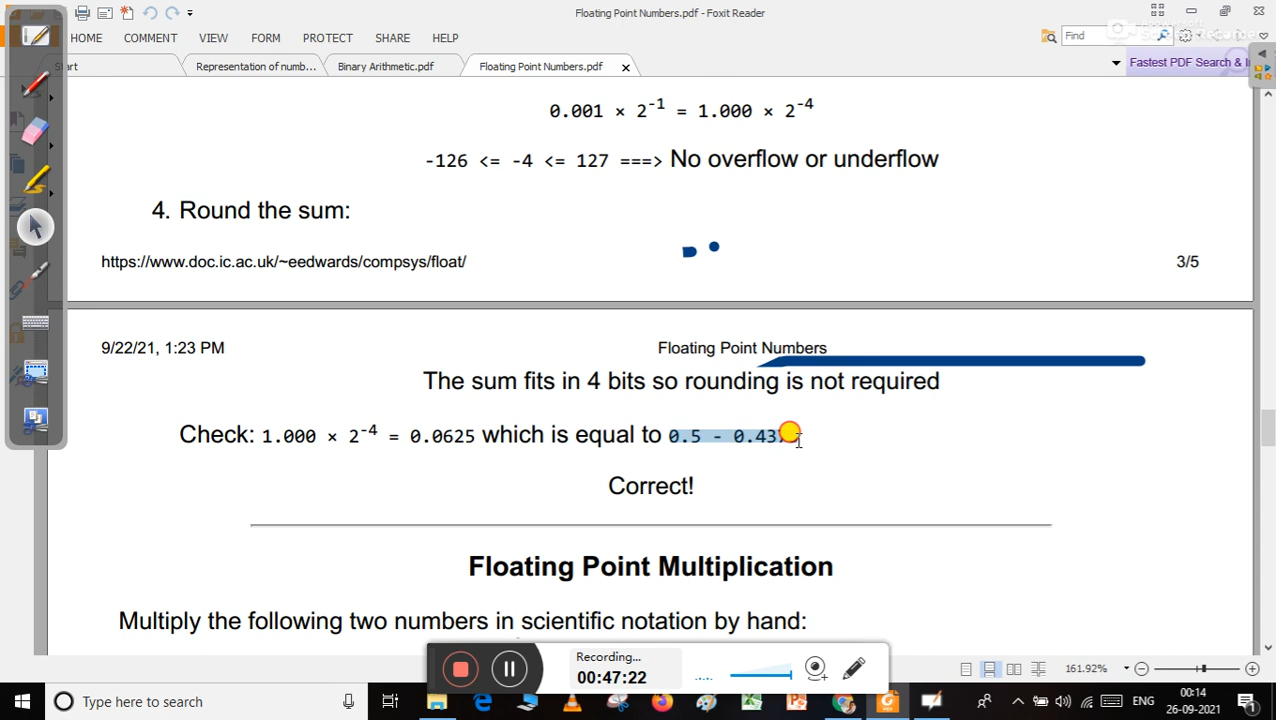 Floating Point Numbers.pdf - Foxit Reader
HOME COMMENT VIEW FORM PROTECT SHARE HELP
Find
Start
Representation of numb...
Binary Arithmetic.pdf
Floating Point Numbers.pdf
Fastest PDF Search & I
0.001 × 2⁻¹ = 1.000 × 2⁻⁴
-126 <= -4 <= 127 ===> No overflow or underflow
4. Round the sum:
https://www.doc.ic.ac.uk/~eedwards/compsys/float/
3/5
9/22/21, 1:23 PM
Floating Point Numbers
The sum fits in 4 bits so rounding is not required
Check: 1.000 × 2⁻⁴ = 0.0625 which is equal to 0.5 - 0.437
Correct!
Floating Point Multiplication
Multiply the following two numbers in scientific notation by hand:
Recording...
00:47:22
161.92%
Type here to search
ENG
00:14
26-09-2021
1